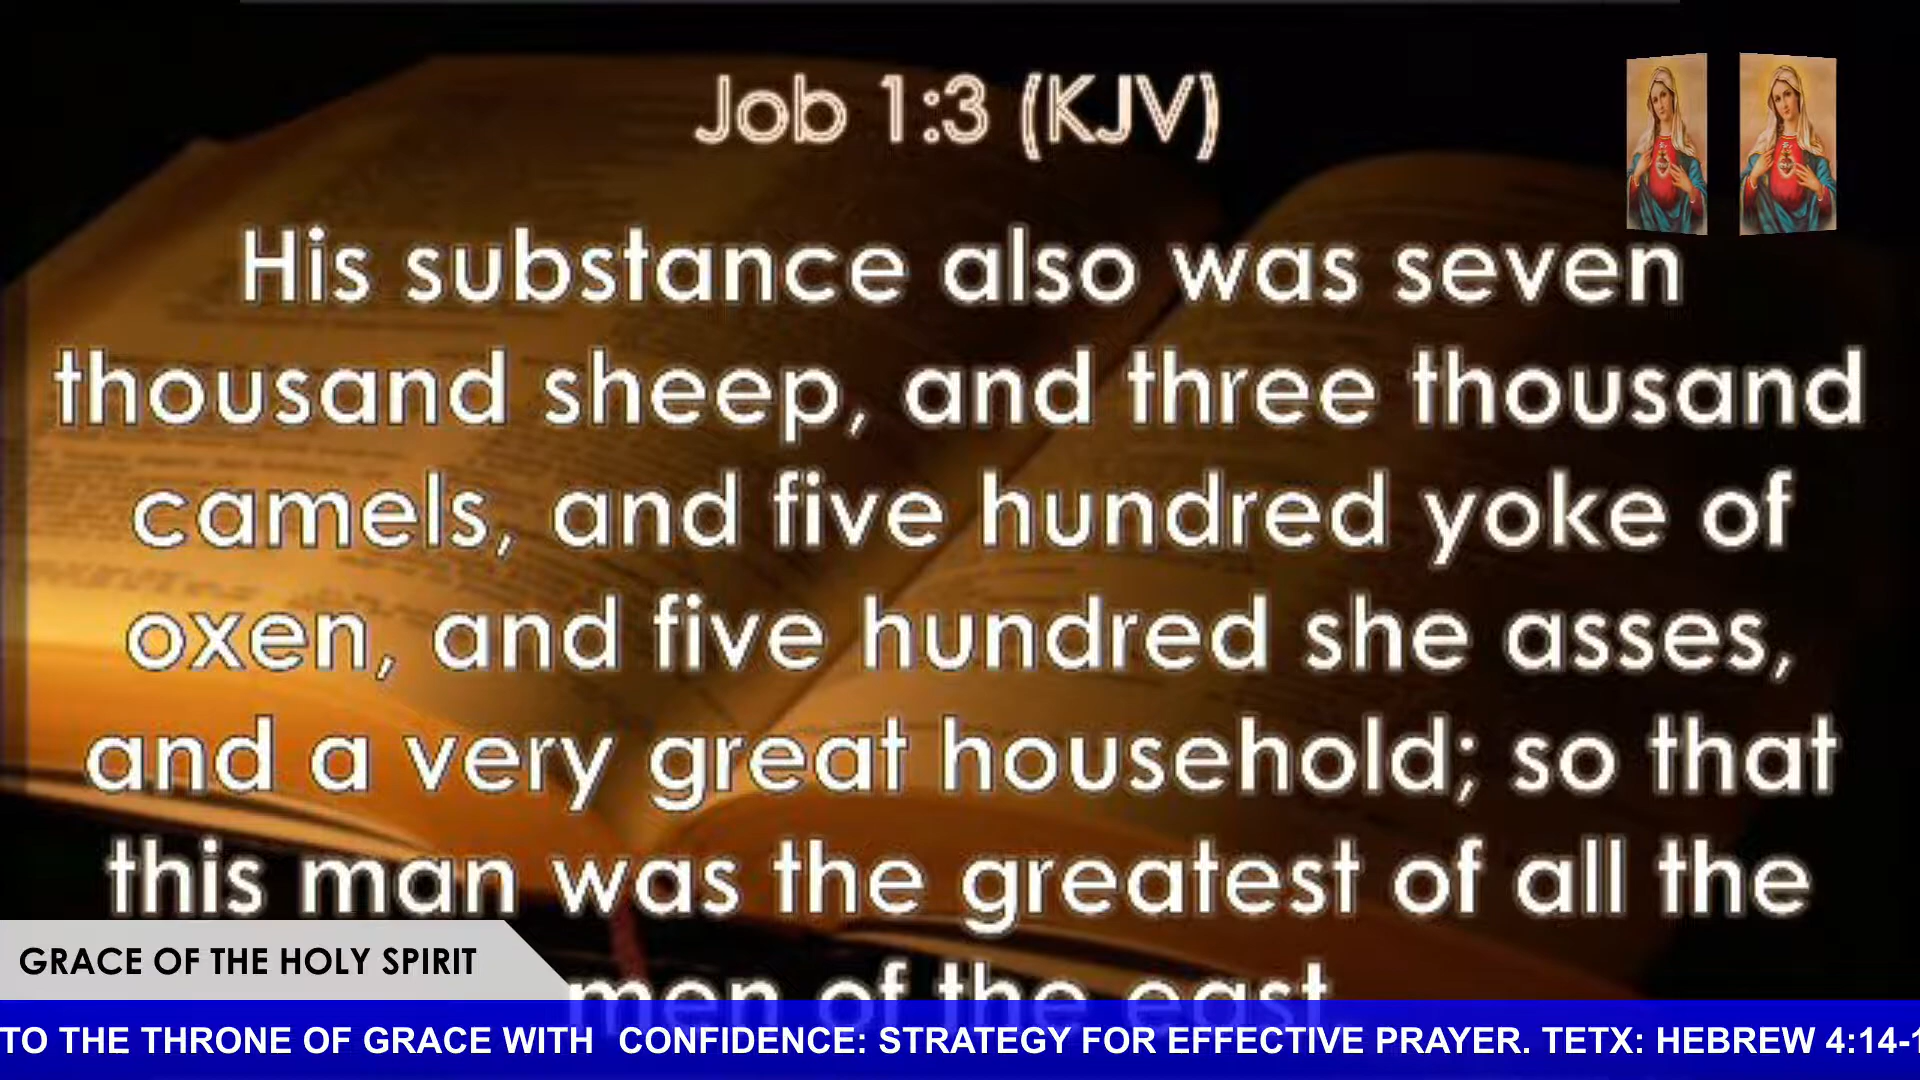 Job 1:3 (KJV)
His substance also was seven
thousand sheep, and three thousand
camels, and five hundred yoke of
oxen, and five hundred she asses,
and a very great household; so that
this man was the greatest of all the
men of the east.
GRACE OF THE HOLY SPIRIT
TO THE THRONE OF GRACE WITH CONFIDENCE: STRATEGY FOR EFFECTIVE PRAYER. TETX: HEBREW 4:14-1